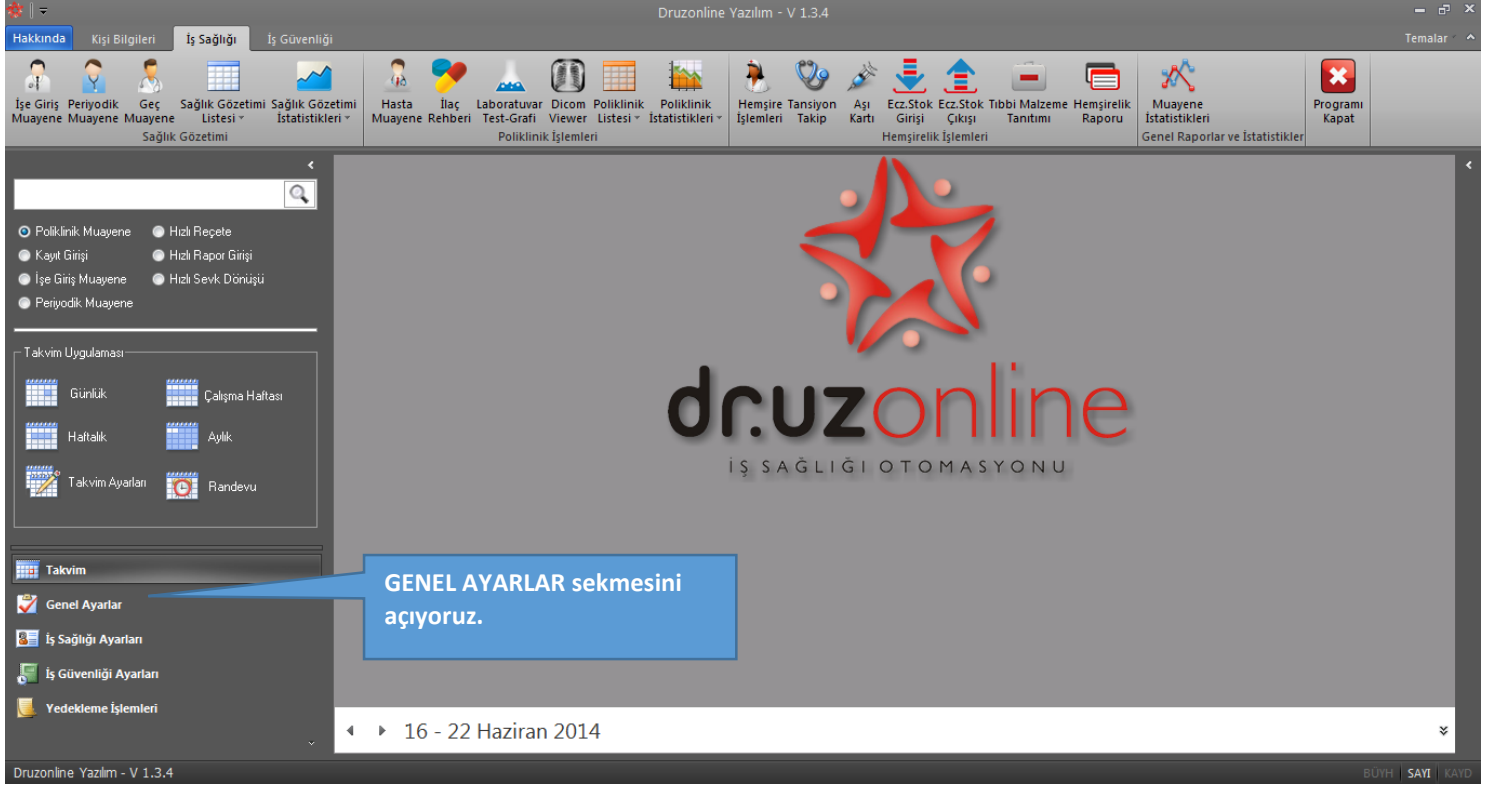 Druzonline Yazılım - V 1.3.4
Hakkında Kişi Bilgileri İş Sağlığı İş Güvenliği Temalar
İşe Giriş Muayene
Periyodik Muayene
Geç Muayene
Sağlık Gözetimi Listesi
Sağlık Gözetimi İstatistikleri
Sağlık Gözetimi
Hasta Muayene
İlaç Rehberi
Laboratuvar Test-Grafi
Dicom Viewer
Poliklinik Listesi
Poliklinik İstatistikleri
Poliklinik İşlemleri
Hemşire İşlemleri
Tansiyon Takip
Aşı Kartı
Ecz.Stok Girişi
Ecz.Stok Çıkışı
Tıbbi Malzeme Tanıtımı
Hemşirelik Raporu
Hemşirelik İşlemleri
Muayene İstatistikleri
Genel Raporlar ve İstatistikler
Programı Kapat
Poliklinik Muayene
Hızlı Reçete
Kayıt Girişi
Hızlı Rapor Girişi
İşe Giriş Muayene
Hızlı Sevk Dönüşü
Periyodik Muayene
Takvim Uygulaması
Günlük
Çalışma Haftası
Haftalık
Aylık
Takvim Ayarları
Randevu
Takvim
Genel Ayarlar
İş Sağlığı Ayarları
İş Güvenliği Ayarları
Yedekleme İşlemleri
dr.uzonline
İŞ SAĞLIĞI OTOMASYONU
GENEL AYARLAR sekmesini
açıyoruz.
16 - 22 Haziran 2014
Druzonline Yazılım - V 1.3.4
BÜYH SAYI KAYD